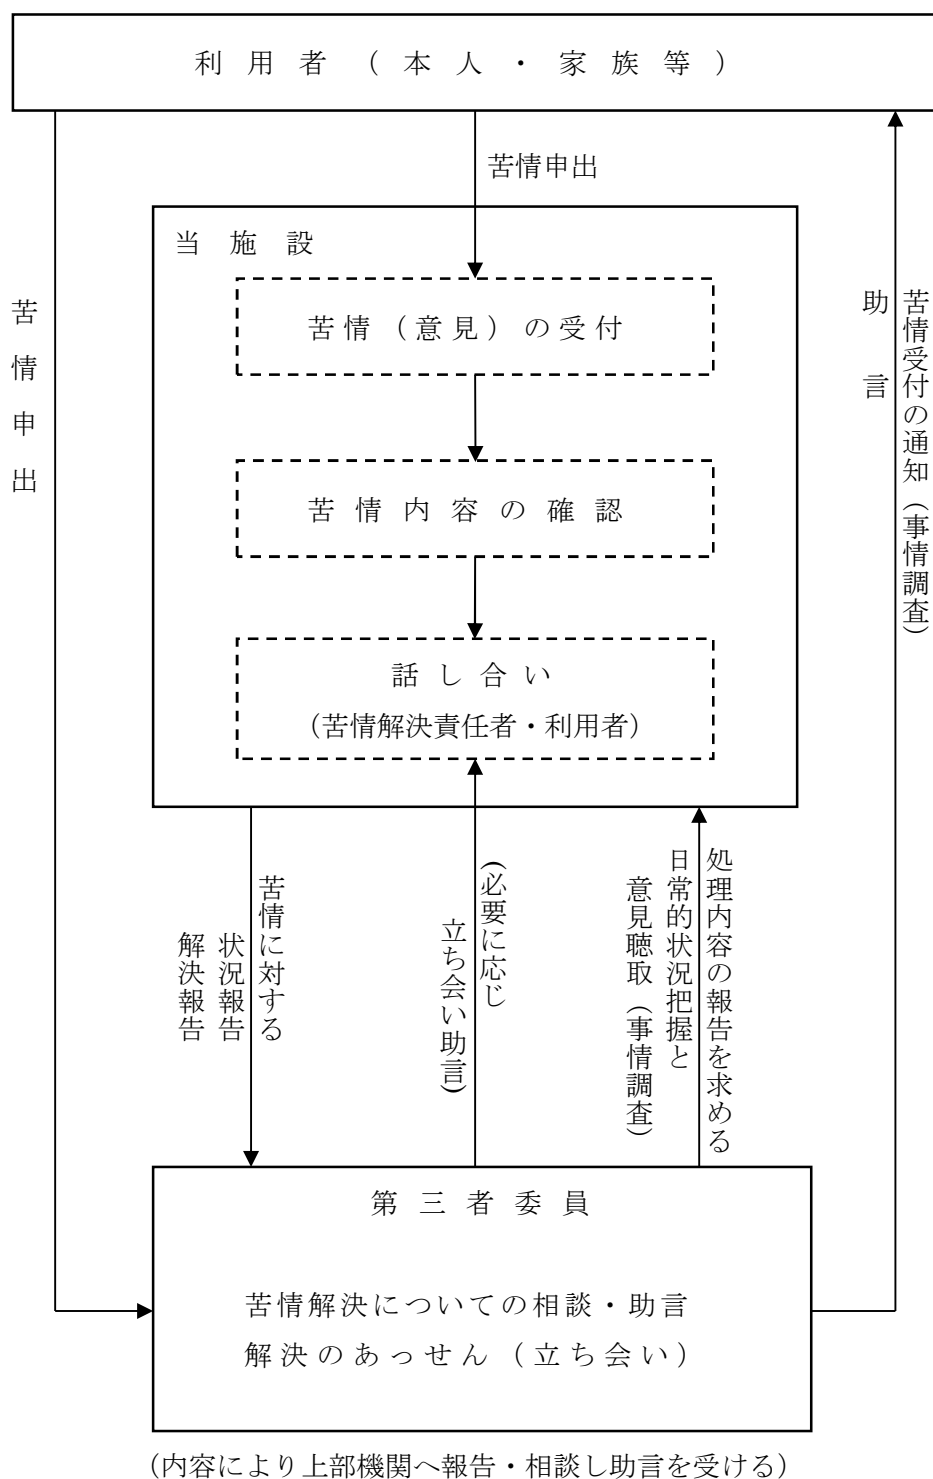 利用者（本人・家族等）
苦情申出
当施設
苦情（意見）の受付
苦情内容の確認
話し合い
（苦情解決責任者・利用者）
苦情申出
苦情受付の通知（事情調査）
助言
苦情に対する
状況報告
解決報告
（必要に応じ
立ち会い助言）
処理内容の報告を求める
日常的状況把握と
意見聴取（事情調査）
第三者委員
苦情解決についての相談・助言
解決のあっせん（立ち会い）
（内容により上部機関へ報告・相談し助言を受ける）